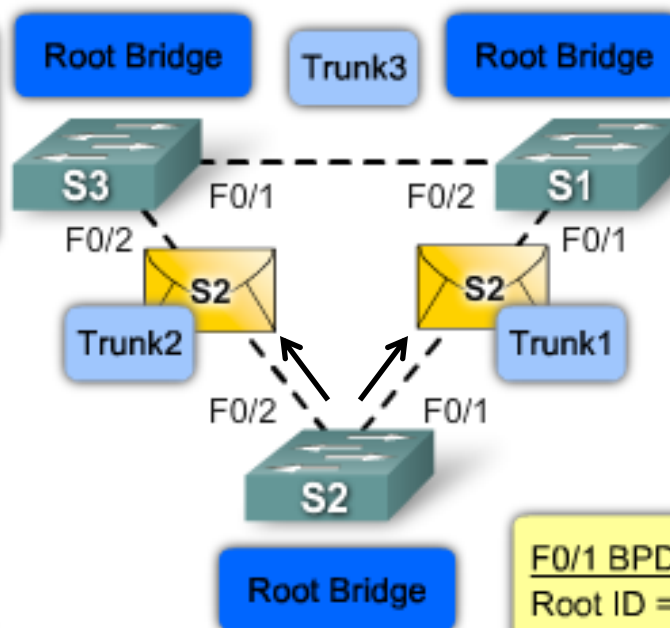 Root Bridge
Trunk3
Root Bridge
S3
S1
F0/1
F0/2
F0/2
F0/1
S2
S2
Trunk2
Trunk1
F0/2
F0/1
S2
Root Bridge
F0/1 BPD
Root ID =